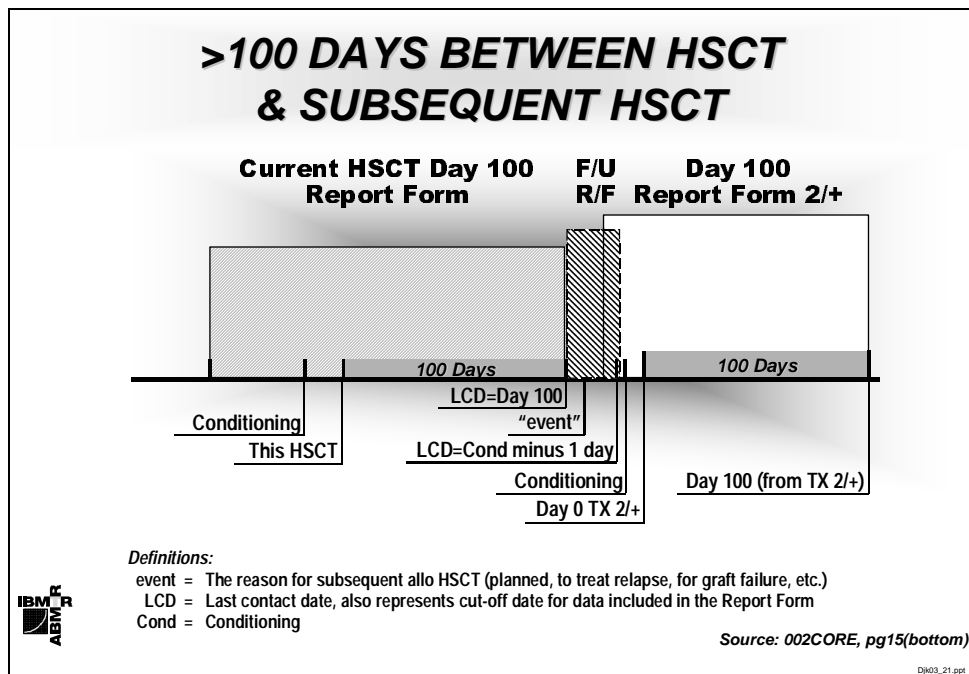 >100 DAYS BETWEEN HSCT
& SUBSEQUENT HSCT
Current HSCT Day 100
Report Form
F/U
R/F
Day 100
Report Form 2/+
100 Days
100 Days
LCD=Day 100
Conditioning
“event”
This HSCT
LCD=Cond minus 1 day
Conditioning
Day 100 (from TX 2/+)
Day 0 TX 2/+
Definitions:
event = The reason for subsequent allo HSCT (planned, to treat relapse, for graft failure, etc.)
LCD = Last contact date, also represents cut-off date for data included in the Report Form
Cond = Conditioning
IBMTR
ABMTR
Source: 002CORE, pg15(bottom)
Djk03_21.ppt